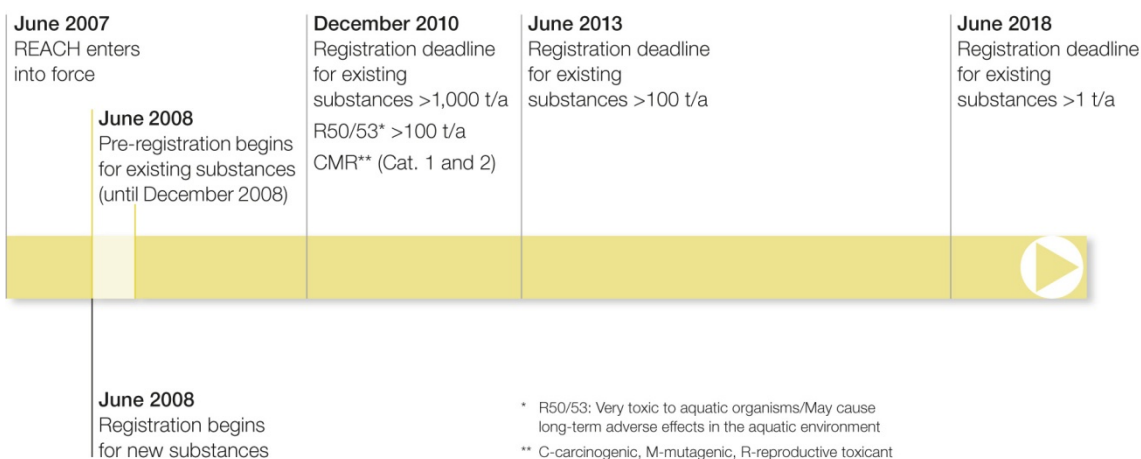 June 2007
REACH enters
into force
June 2008
Pre-registration begins
for existing substances
(until December 2008)
December 2010
Registration deadline
for existing
substances >1,000 t/a
R50/53* >100 t/a
CMR** (Cat. 1 and 2)
June 2013
Registration deadline
for existing
substances >100 t/a
June 2018
Registration deadline
for existing
substances >1 t/a
June 2008
Registration begins
for new substances
* R50/53: Very toxic to aquatic organisms/May cause
long-term adverse effects in the aquatic environment
** C-carcinogenic, M-mutagenic, R-reproductive toxicant